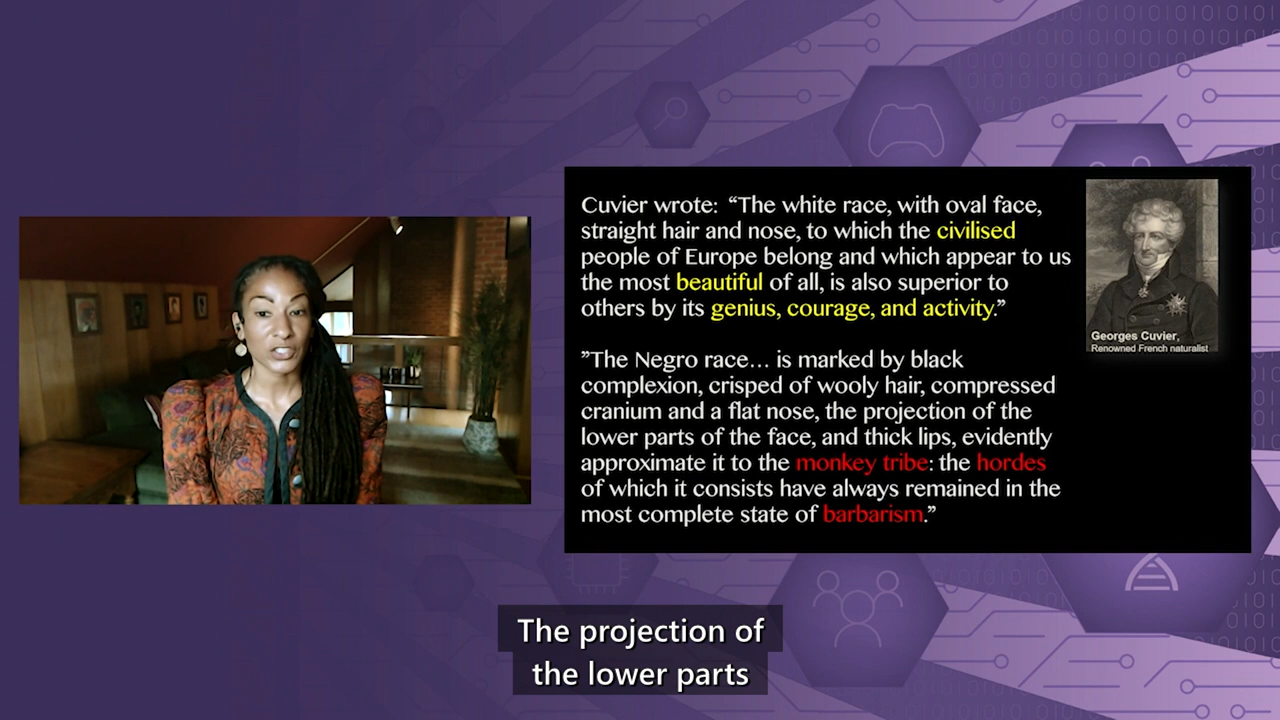 Cuvier wrote: “The white race, with oval face,
straight hair and nose, to which the civilised
people of Europe belong and which appear to us
the most beautiful of all, is also superior to
others by its genius, courage, and activity.”
”The Negro race... is marked by black
complexion, crisped of wooly hair, compressed
cranium and a flat nose, the projection of the
lower parts of the face, and thick lips, evidently
approximate it to the monkey tribe: the hordes
of which it consists have always remained in the
most complete state of barbarism.”
Georges Cuvier,
Renowned French naturalist
The projection of
the lower parts